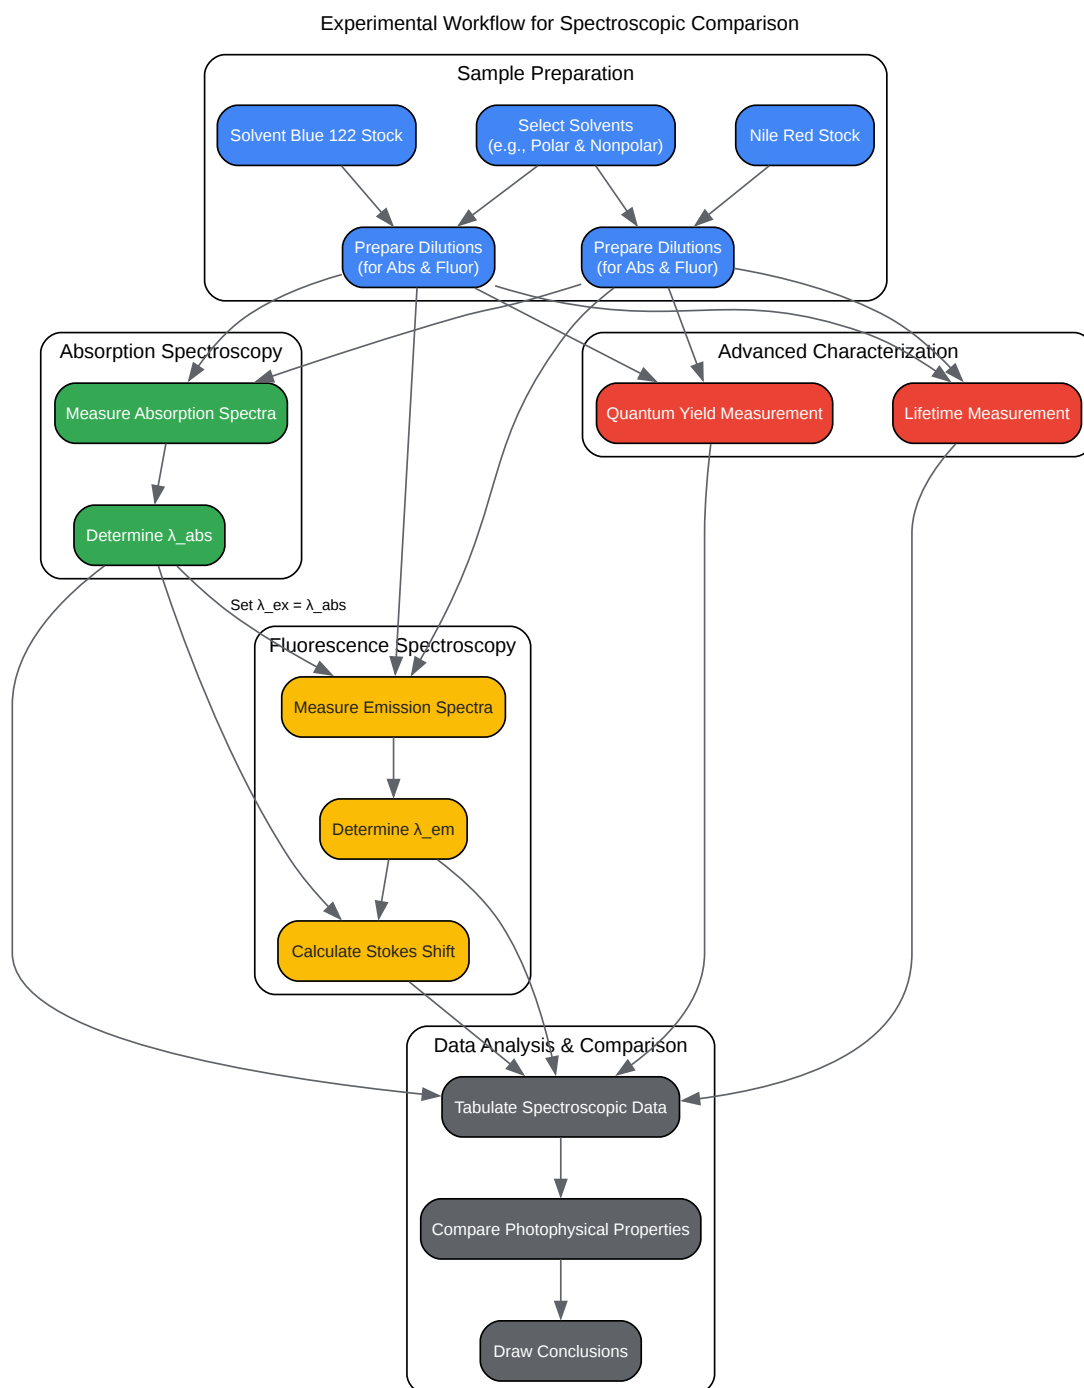 Experimental Workflow for Spectroscopic Comparison
Sample Preparation
Solvent Blue 122 Stock
Select Solvents
(e.g., Polar & Nonpolar)
Nile Red Stock
Prepare Dilutions
(for Abs & Fluor)
Prepare Dilutions
(for Abs & Fluor)
Absorption Spectroscopy
Measure Absorption Spectra
Determine λ_abs
Advanced Characterization
Quantum Yield Measurement
Lifetime Measurement
Set λ_ex = λ_abs
Fluorescence Spectroscopy
Measure Emission Spectra
Determine λ_em
Calculate Stokes Shift
Data Analysis & Comparison
Tabulate Spectroscopic Data
Compare Photophysical Properties
Draw Conclusions